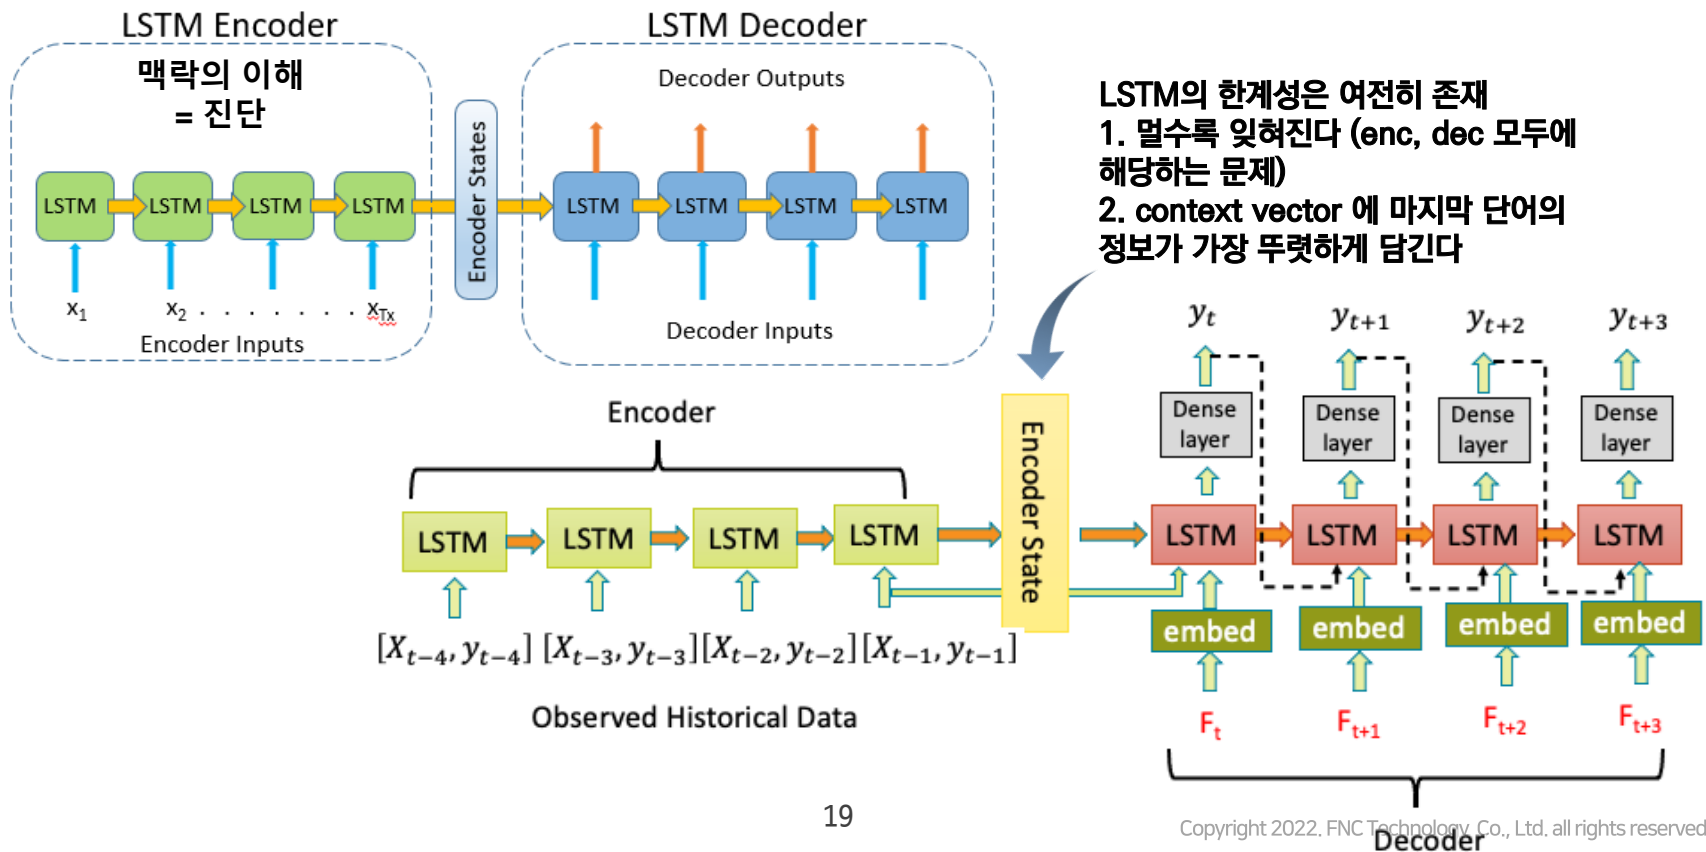 LSTM Encoder
LSTM Decoder
맥락의 이해
= 진단
Decoder Outputs
Encoder States
LSTM LSTM LSTM LSTM
LSTM LSTM LSTM LSTM
x1 x2 . . . . . . . xTx
Encoder Inputs
Decoder Inputs
LSTM의 한계성은 여전히 존재
1. 멀수록 잊혀진다 (enc, dec 모두에
해당하는 문제)
2. context vector 에 마지막 단어의
정보가 가장 뚜렷하게 담긴다
Encoder
LSTM LSTM LSTM LSTM
[Xt−4, yt−4] [Xt−3, yt−3] [Xt−2, yt−2] [Xt−1, yt−1]
Observed Historical Data
Encoder State
yt yt+1 yt+2 yt+3
Dense layer Dense layer Dense layer Dense layer
LSTM LSTM LSTM LSTM
embed embed embed embed
Ft Ft+1 Ft+2 Ft+3
Decoder
19
Copyright 2022. FNC Technology. Co., Ltd. all rights reserved